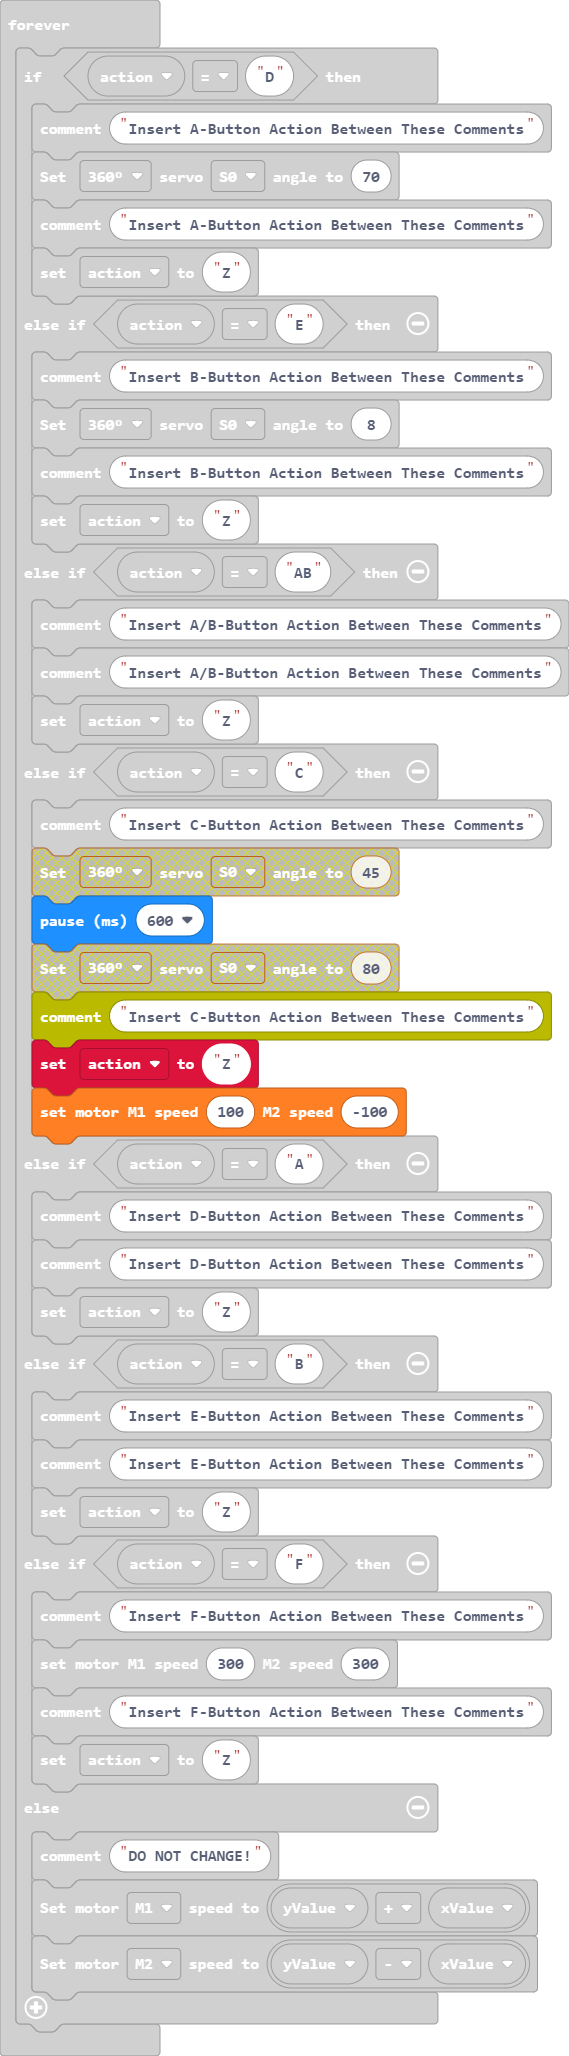 forever
if action = "D" then
comment "Insert A-Button Action Between These Comments"
Set 360º servo S0 angle to 70
comment "Insert A-Button Action Between These Comments"
set action to "Z"
else if action = "E" then
comment "Insert B-Button Action Between These Comments"
Set 360º servo S0 angle to 8
comment "Insert B-Button Action Between These Comments"
set action to "Z"
else if action = "AB" then
comment "Insert A/B-Button Action Between These Comments"
comment "Insert A/B-Button Action Between These Comments"
set action to "Z"
else if action = "C" then
comment "Insert C-Button Action Between These Comments"
Set 360º servo S0 angle to 45
pause (ms) 600
Set 360º servo S0 angle to 80
comment "Insert C-Button Action Between These Comments"
set action to "Z"
set motor M1 speed 100 M2 speed -100
else if action = "A" then
comment "Insert D-Button Action Between These Comments"
comment "Insert D-Button Action Between These Comments"
set action to "Z"
else if action = "B" then
comment "Insert E-Button Action Between These Comments"
comment "Insert E-Button Action Between These Comments"
set action to "Z"
else if action = "F" then
comment "Insert F-Button Action Between These Comments"
set motor M1 speed 300 M2 speed 300
comment "Insert F-Button Action Between These Comments"
set action to "Z"
else
comment "DO NOT CHANGE!"
Set motor M1 speed to yValue + xValue
Set motor M2 speed to yValue - xValue